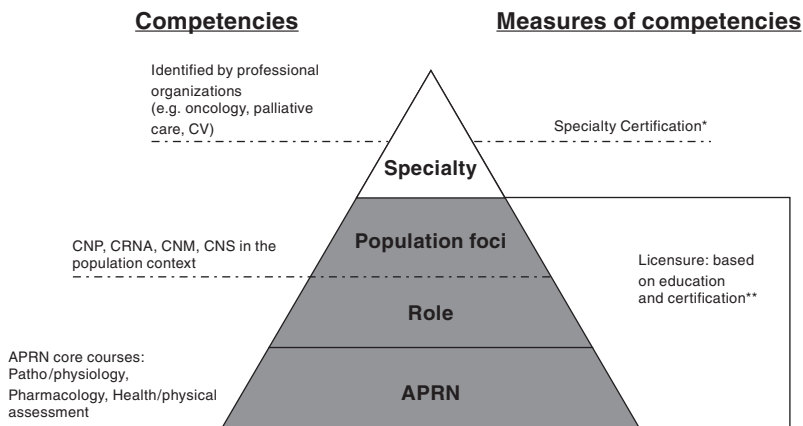 Competencies
Measures of competencies
Identified by professional
organizations
(e.g. oncology, palliative
care, CV)
Specialty Certification*
Specialty
CNP, CRNA, CNM, CNS in the
population context
Population foci
Licensure: based
on education
and certification**
Role
APRN core courses:
Patho/physiology,
Pharmacology, Health/physical
assessment
APRN